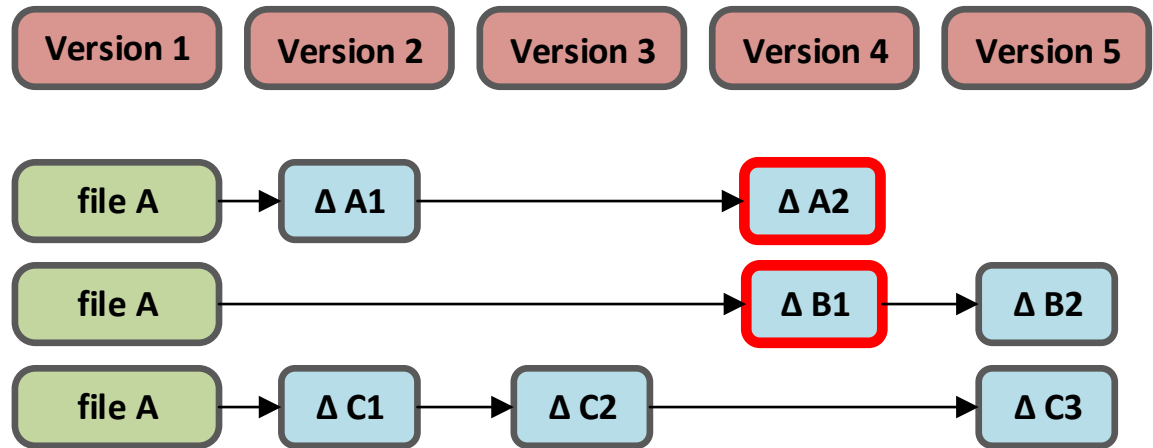 Version 1 Version 2 Version 3 Version 4 Version 5
file A Δ A1 Δ A2
file A Δ B1 Δ B2
file A Δ C1 Δ C2 Δ C3